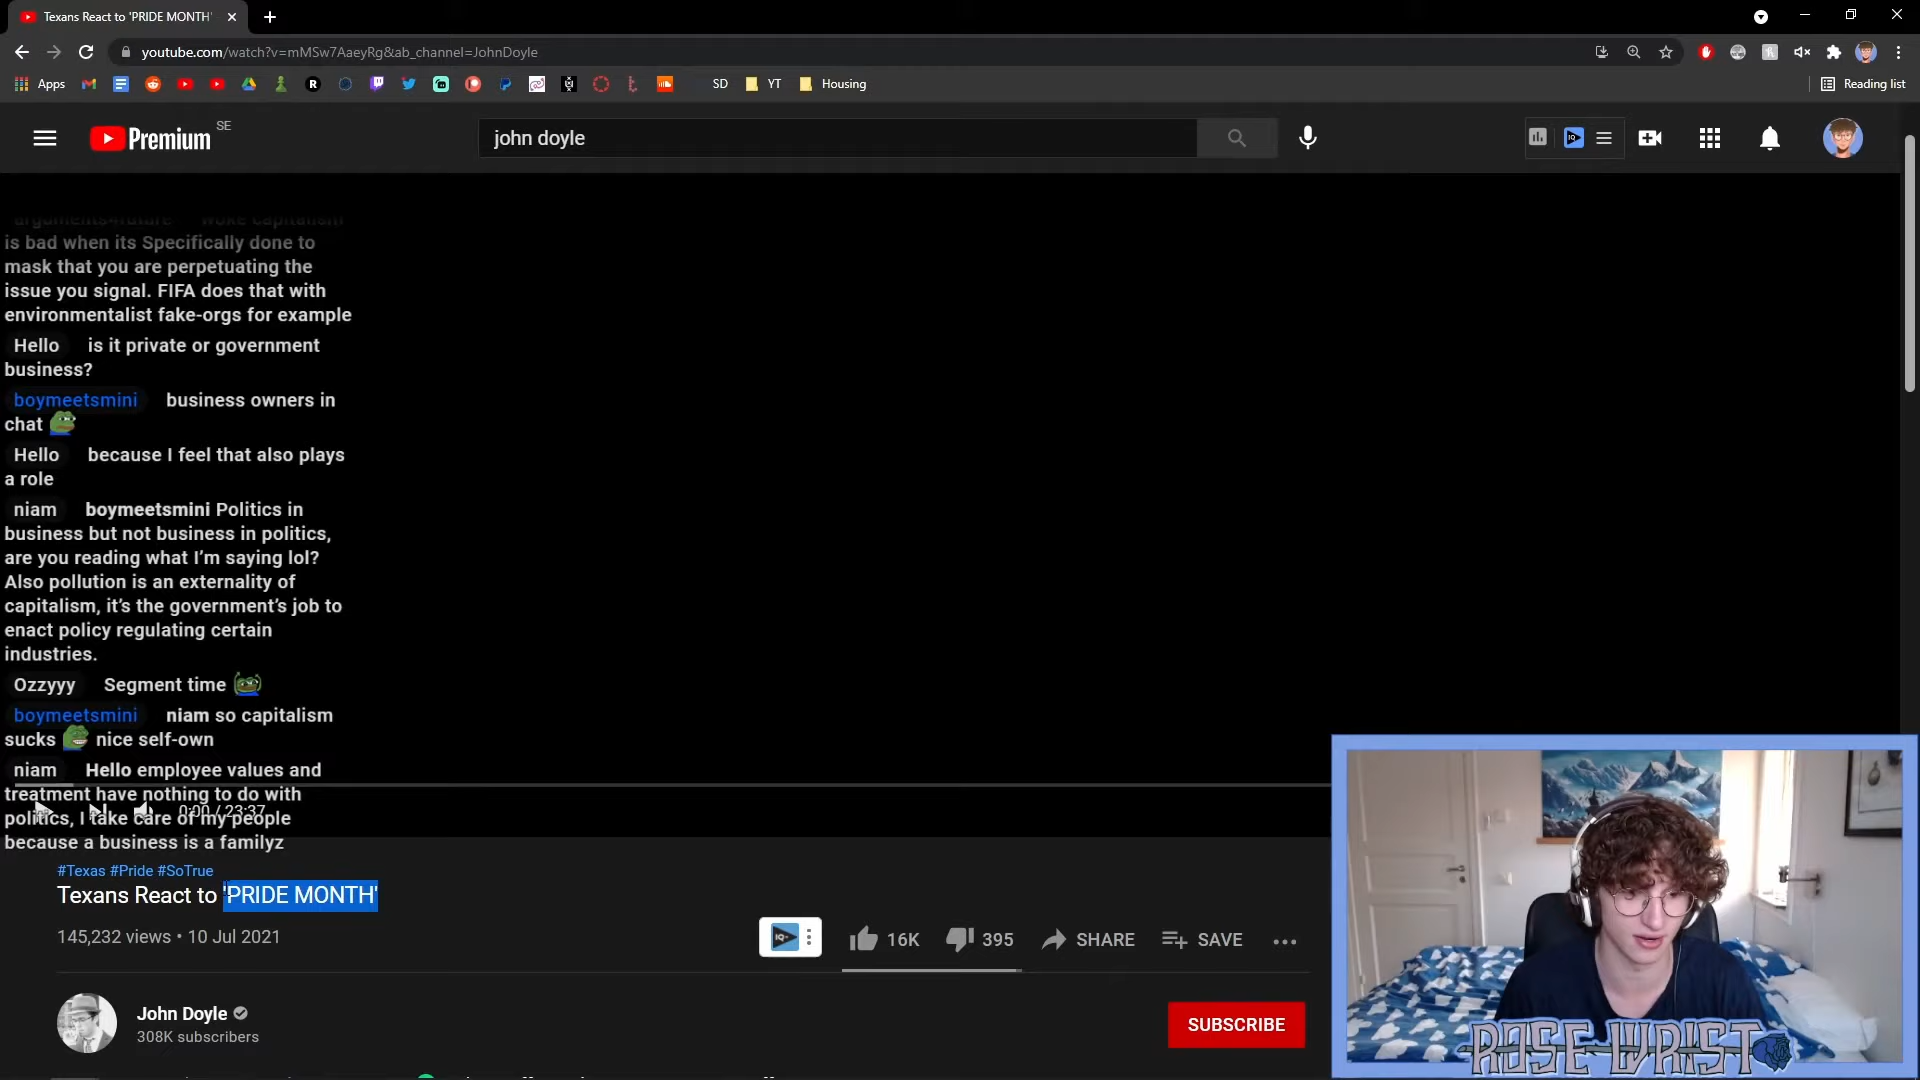 Texans React to 'PRIDE MONTH'
youtube.com/watch?v=mMSw7AaeyRg&ab_channel=JohnDoyle
Apps
SD
YT
Housing
Reading list
Premium SE
john doyle
arguments4future woke capitalism
is bad when its Specifically done to
mask that you are perpetuating the
issue you signal. FIFA does that with
environmentalist fake-orgs for example
Hello is it private or government
business?
boymeetsmini business owners in
chat
Hello because I feel that also plays
a role
niam boymeetsmini Politics in
business but not business in politics,
are you reading what I'm saying lol?
Also pollution is an externality of
capitalism, it's the government's job to
enact policy regulating certain
industries.
Ozzyyy Segment time
boymeetsmini niam so capitalism
sucks nice self-own
niam Hello employee values and
treatment have nothing to do with
politics, I take care of my people
because a business is a familyz
0:00 / 23:37
#Texas #Pride #SoTrue
Texans React to 'PRIDE MONTH'
145,232 views • 10 Jul 2021
IQ
16K
395
SHARE
SAVE
John Doyle
308K subscribers
SUBSCRIBE
ROSE WRIST